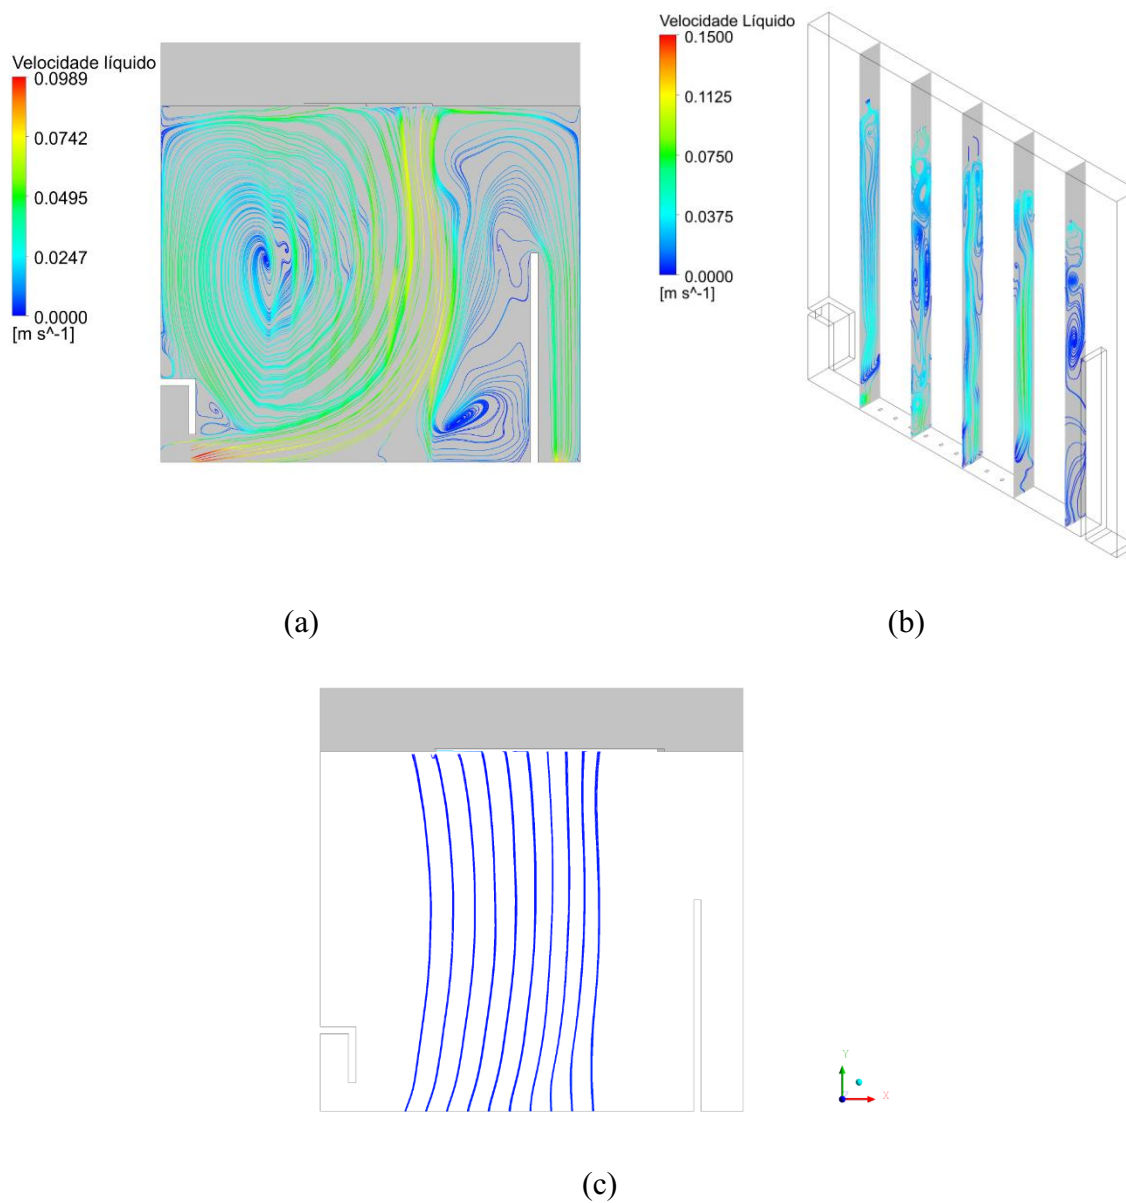 Velocidade líquido
0.0989
0.0742
0.0495
0.0247
0.0000
[m s^-1]
Velocidade Líquido
0.1500
0.1125
0.0750
0.0375
0.0000
[m s^-1]
(a)
(b)
Y
X
(c)